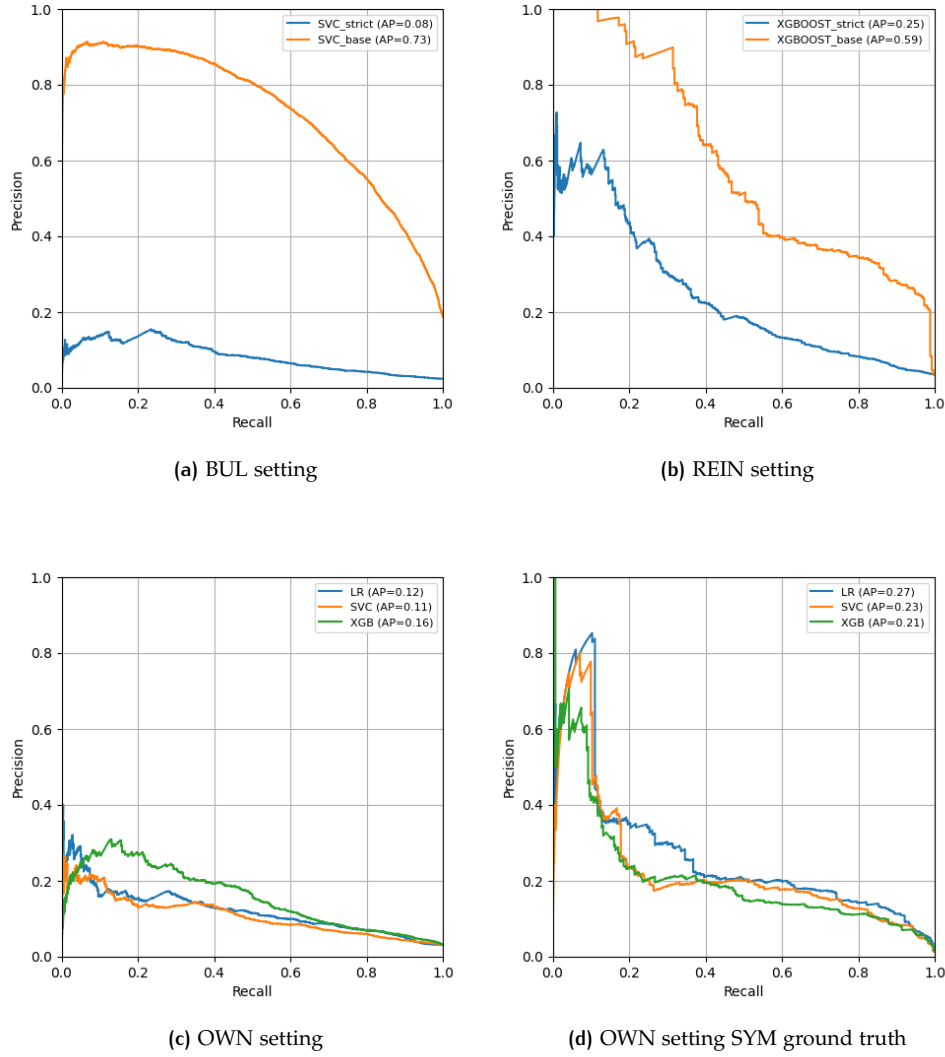 SVC_strict (AP=0.08)
SVC_base (AP=0.73)
1.0
0.8
0.6
0.4
0.2
0.0
Precision
0.0 0.2 0.4 0.6 0.8 1.0
Recall
(a) BUL setting
XGBOOST_strict (AP=0.25)
XGBOOST_base (AP=0.59)
1.0
0.8
0.6
0.4
0.2
0.0
Precision
0.0 0.2 0.4 0.6 0.8 1.0
Recall
(b) REIN setting
LR (AP=0.12)
SVC (AP=0.11)
XGB (AP=0.16)
1.0
0.8
0.6
0.4
0.2
0.0
Precision
0.0 0.2 0.4 0.6 0.8 1.0
Recall
(c) OWN setting
LR (AP=0.27)
SVC (AP=0.23)
XGB (AP=0.21)
1.0
0.8
0.6
0.4
0.2
0.0
Precision
0.0 0.2 0.4 0.6 0.8 1.0
Recall
(d) OWN setting SYM ground truth